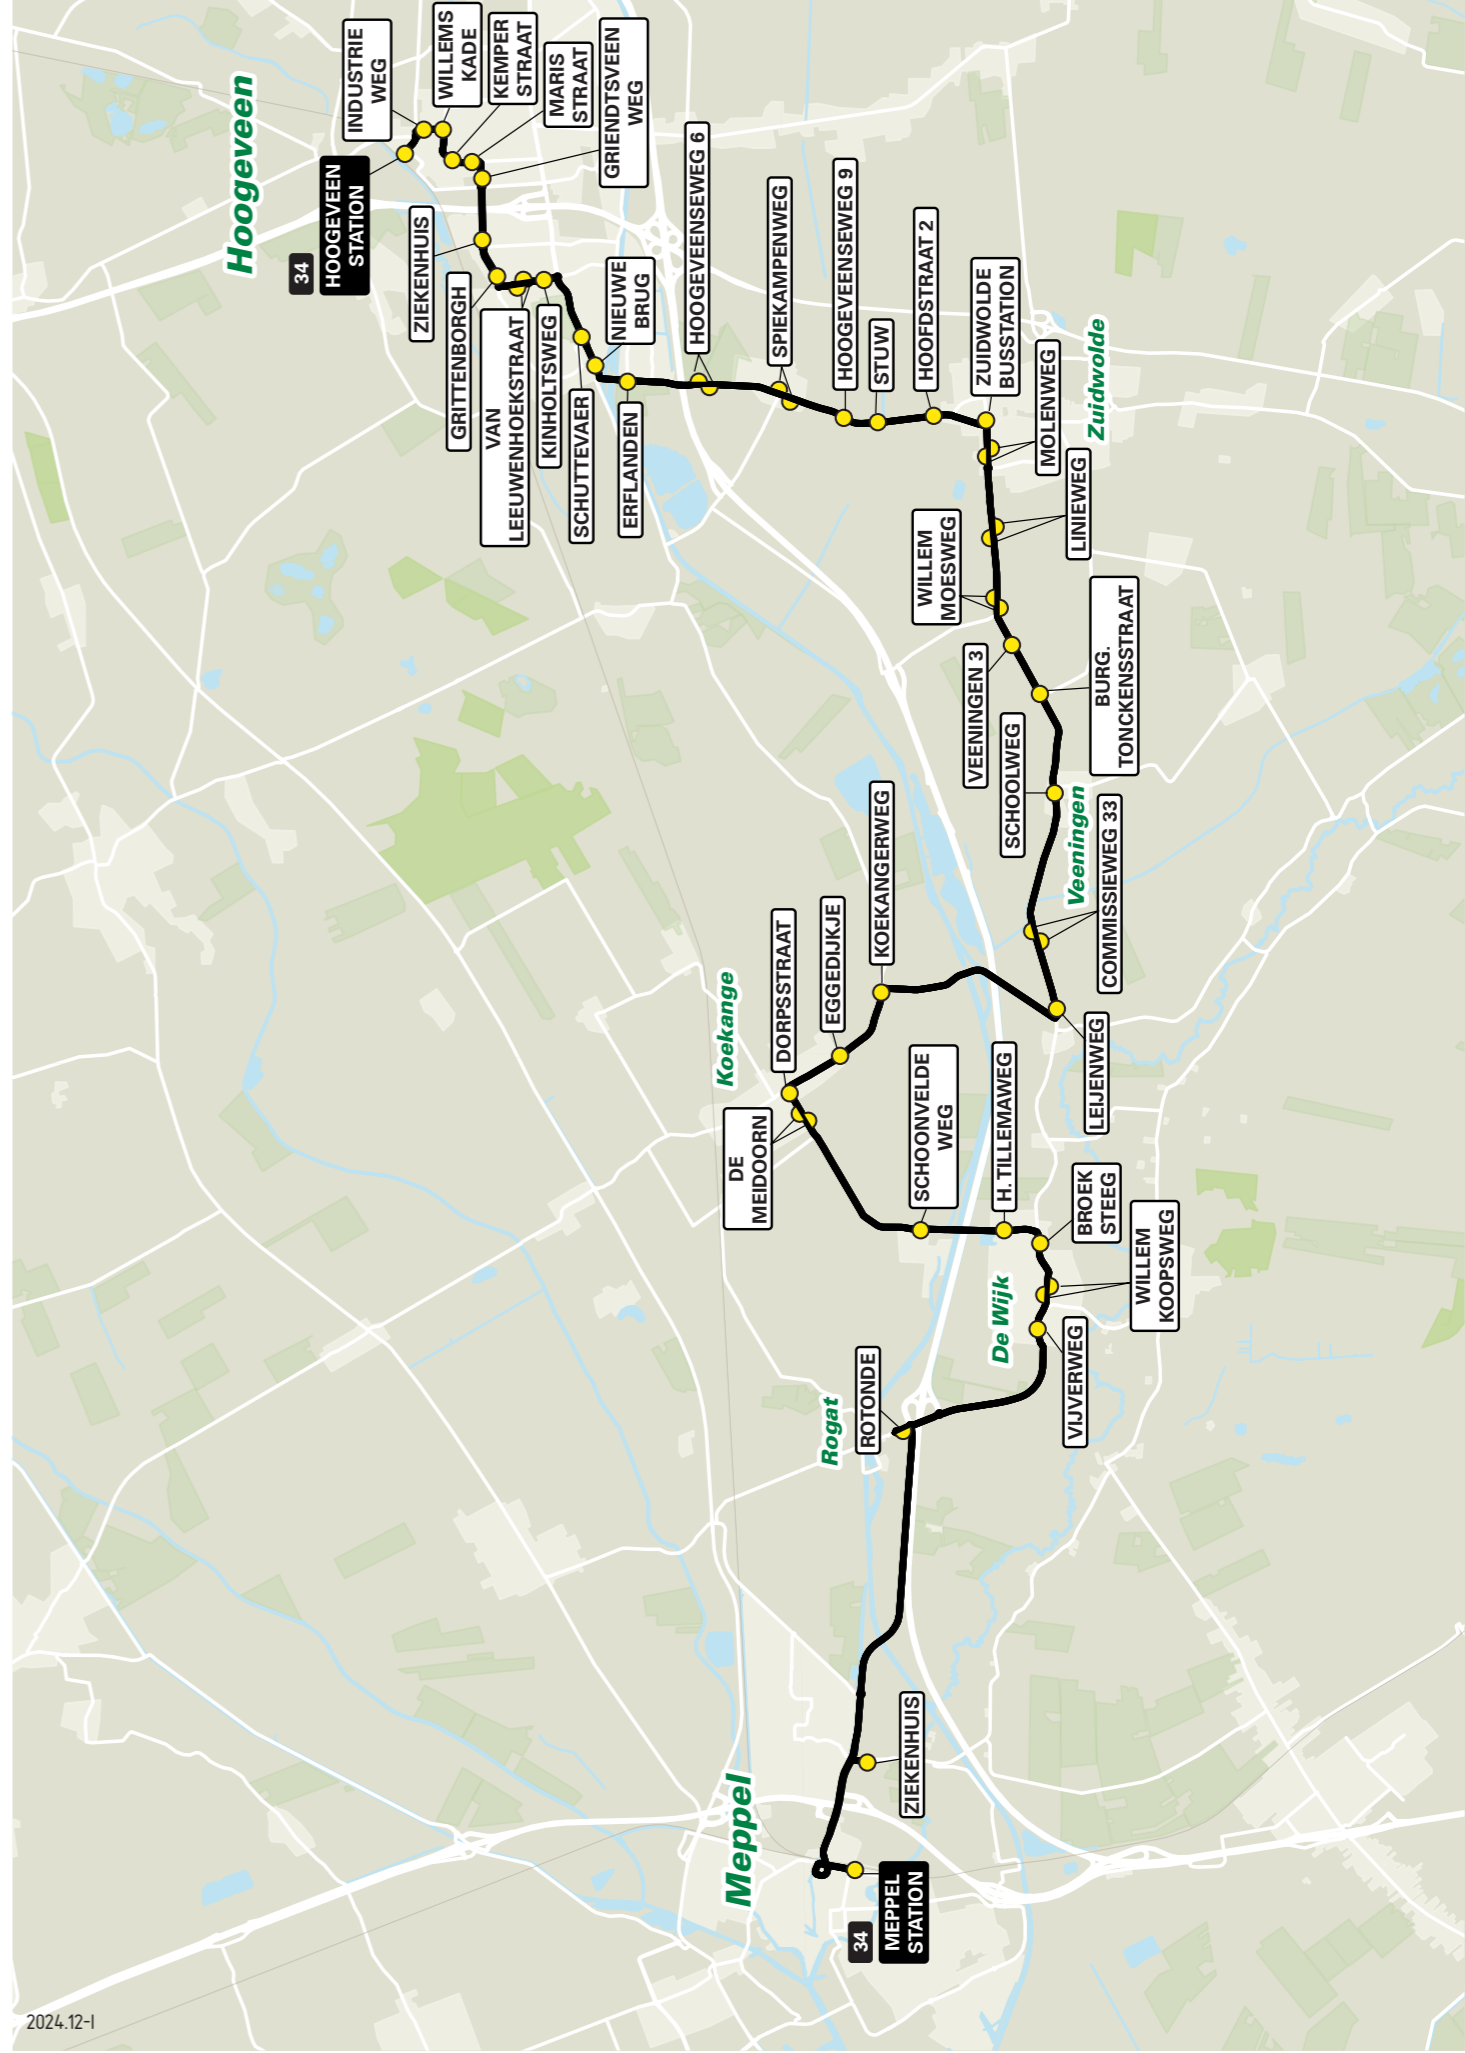 Hoogeveen
34
HOOGEVEEN
STATION
INDUSTRIE
WEG
WILLEMS
KADE
KEMPER
STRAAT
MARIS
STRAAT
GRIENDTSVEEN
WEG
ZIEKENHUIS
GRITTENBORGH
VAN
LEEUWENHOEKSTRAAT
KINHOLTSWEG
SCHUTTEVAER
NIEUWE
BRUG
ERFLANDEN
HOOGEVEENSEWEG 6
SPIEKAMPENWEG
HOOGEVEENSEWEG 9
STUW
HOOFDSTRAAT 2
ZUIDWOLDE
BUSSTATION
MOLENWEG
Zuidwolde
LINIEWEG
WILLEM
MOESWEG
VEENINGEN 3
BURG.
TONCKENSSTRAAT
SCHOOLWEG
Veeningen
COMMISSIEWEG 33
LEIJENWEG
KOEKANGERWEG
EGGEDIJKJE
DORPSSTRAAT
Koekange
DE
MEIDOORN
SCHOONVELDE
WEG
H. TILLEMAWEG
BROEK
STEEG
WILLEM
KOOPSWEG
De Wijk
VIJVERWEG
ROTONDE
Rogat
ZIEKENHUIS
Meppel
34
MEPPEL
STATION
2024.12-I